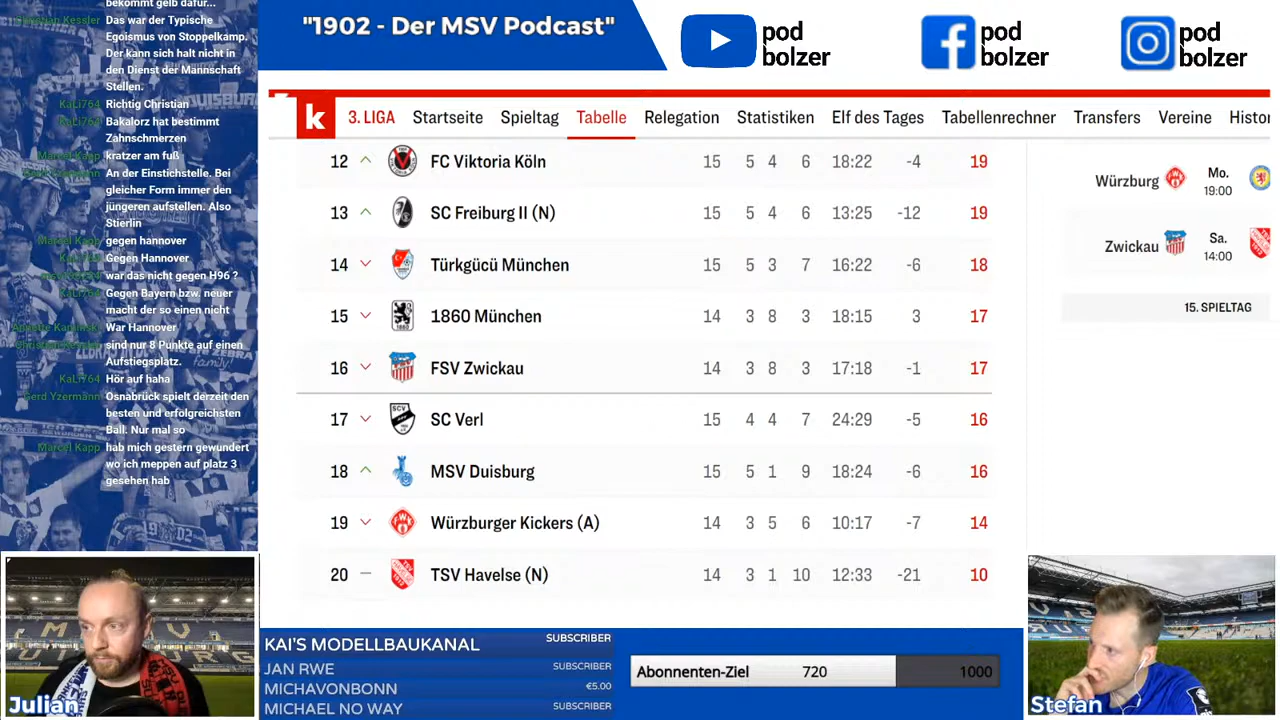 bekommt gelb dafür...
Christian Kessler Das war der Typische
Egoismus von Stoppelkamp.
Der kann sich halt nicht in
den Dienst der Mannschaft
Stellen.
KaLi764 Richtig Christian
KaLi764 Bakalorz hat bestimmt
Zahnschmerzen
Marcel Kapp kratzer am fuß
Gerd Yzermann An der Einstichstelle. Bei
gleicher Form immer den
jüngeren aufstellen. Also
Stierlin
Marcel Kapp gegen hannover
KaLi764 Gegen Hannover
war das nicht gegen H96 ?
KaLi764 Gegen Bayern bzw. neuer
macht der so einen nicht
Annette Kaminski War Hannover
Christian Kessler sind nur 8 Punkte auf einen
Aufstiegsplatz.
KaLi764 Hör auf haha
Gerd Yzermann Osnabrück spielt derzeit den
besten und erfolgreichsten
Ball. Nur mal so
Marcel Kapp hab mich gestern gewundert
wo ich meppen auf platz 3
gesehen hab
"1902 - Der MSV Podcast"
pod
bolzer
pod
bolzer
pod
bolzer
k 3. LIGA Startseite Spieltag Tabelle Relegation Statistiken Elf des Tages Tabellenrechner Transfers Vereine Histor
12 FC Viktoria Köln 15 5 4 6 18:22 -4 19
13 SC Freiburg II (N) 15 5 4 6 13:25 -12 19
14 Türkgücü München 15 5 3 7 16:22 -6 18
15 1860 München 14 3 8 3 18:15 3 17
16 FSV Zwickau 14 3 8 3 17:18 -1 17
17 SC Verl 15 4 4 7 24:29 -5 16
18 MSV Duisburg 15 5 1 9 18:24 -6 16
19 Würzburger Kickers (A) 14 3 5 6 10:17 -7 14
20 TSV Havelse (N) 14 3 1 10 12:33 -21 10
Würzburg Mo.
19:00
Zwickau Sa.
14:00
15. SPIELTAG
Julian
KAI'S MODELLBAUKANAL SUBSCRIBER
JAN RWE SUBSCRIBER
MICHAVONBONN €5.00
MICHAEL NO WAY SUBSCRIBER
Abonnenten-Ziel 720 1000
Stefan